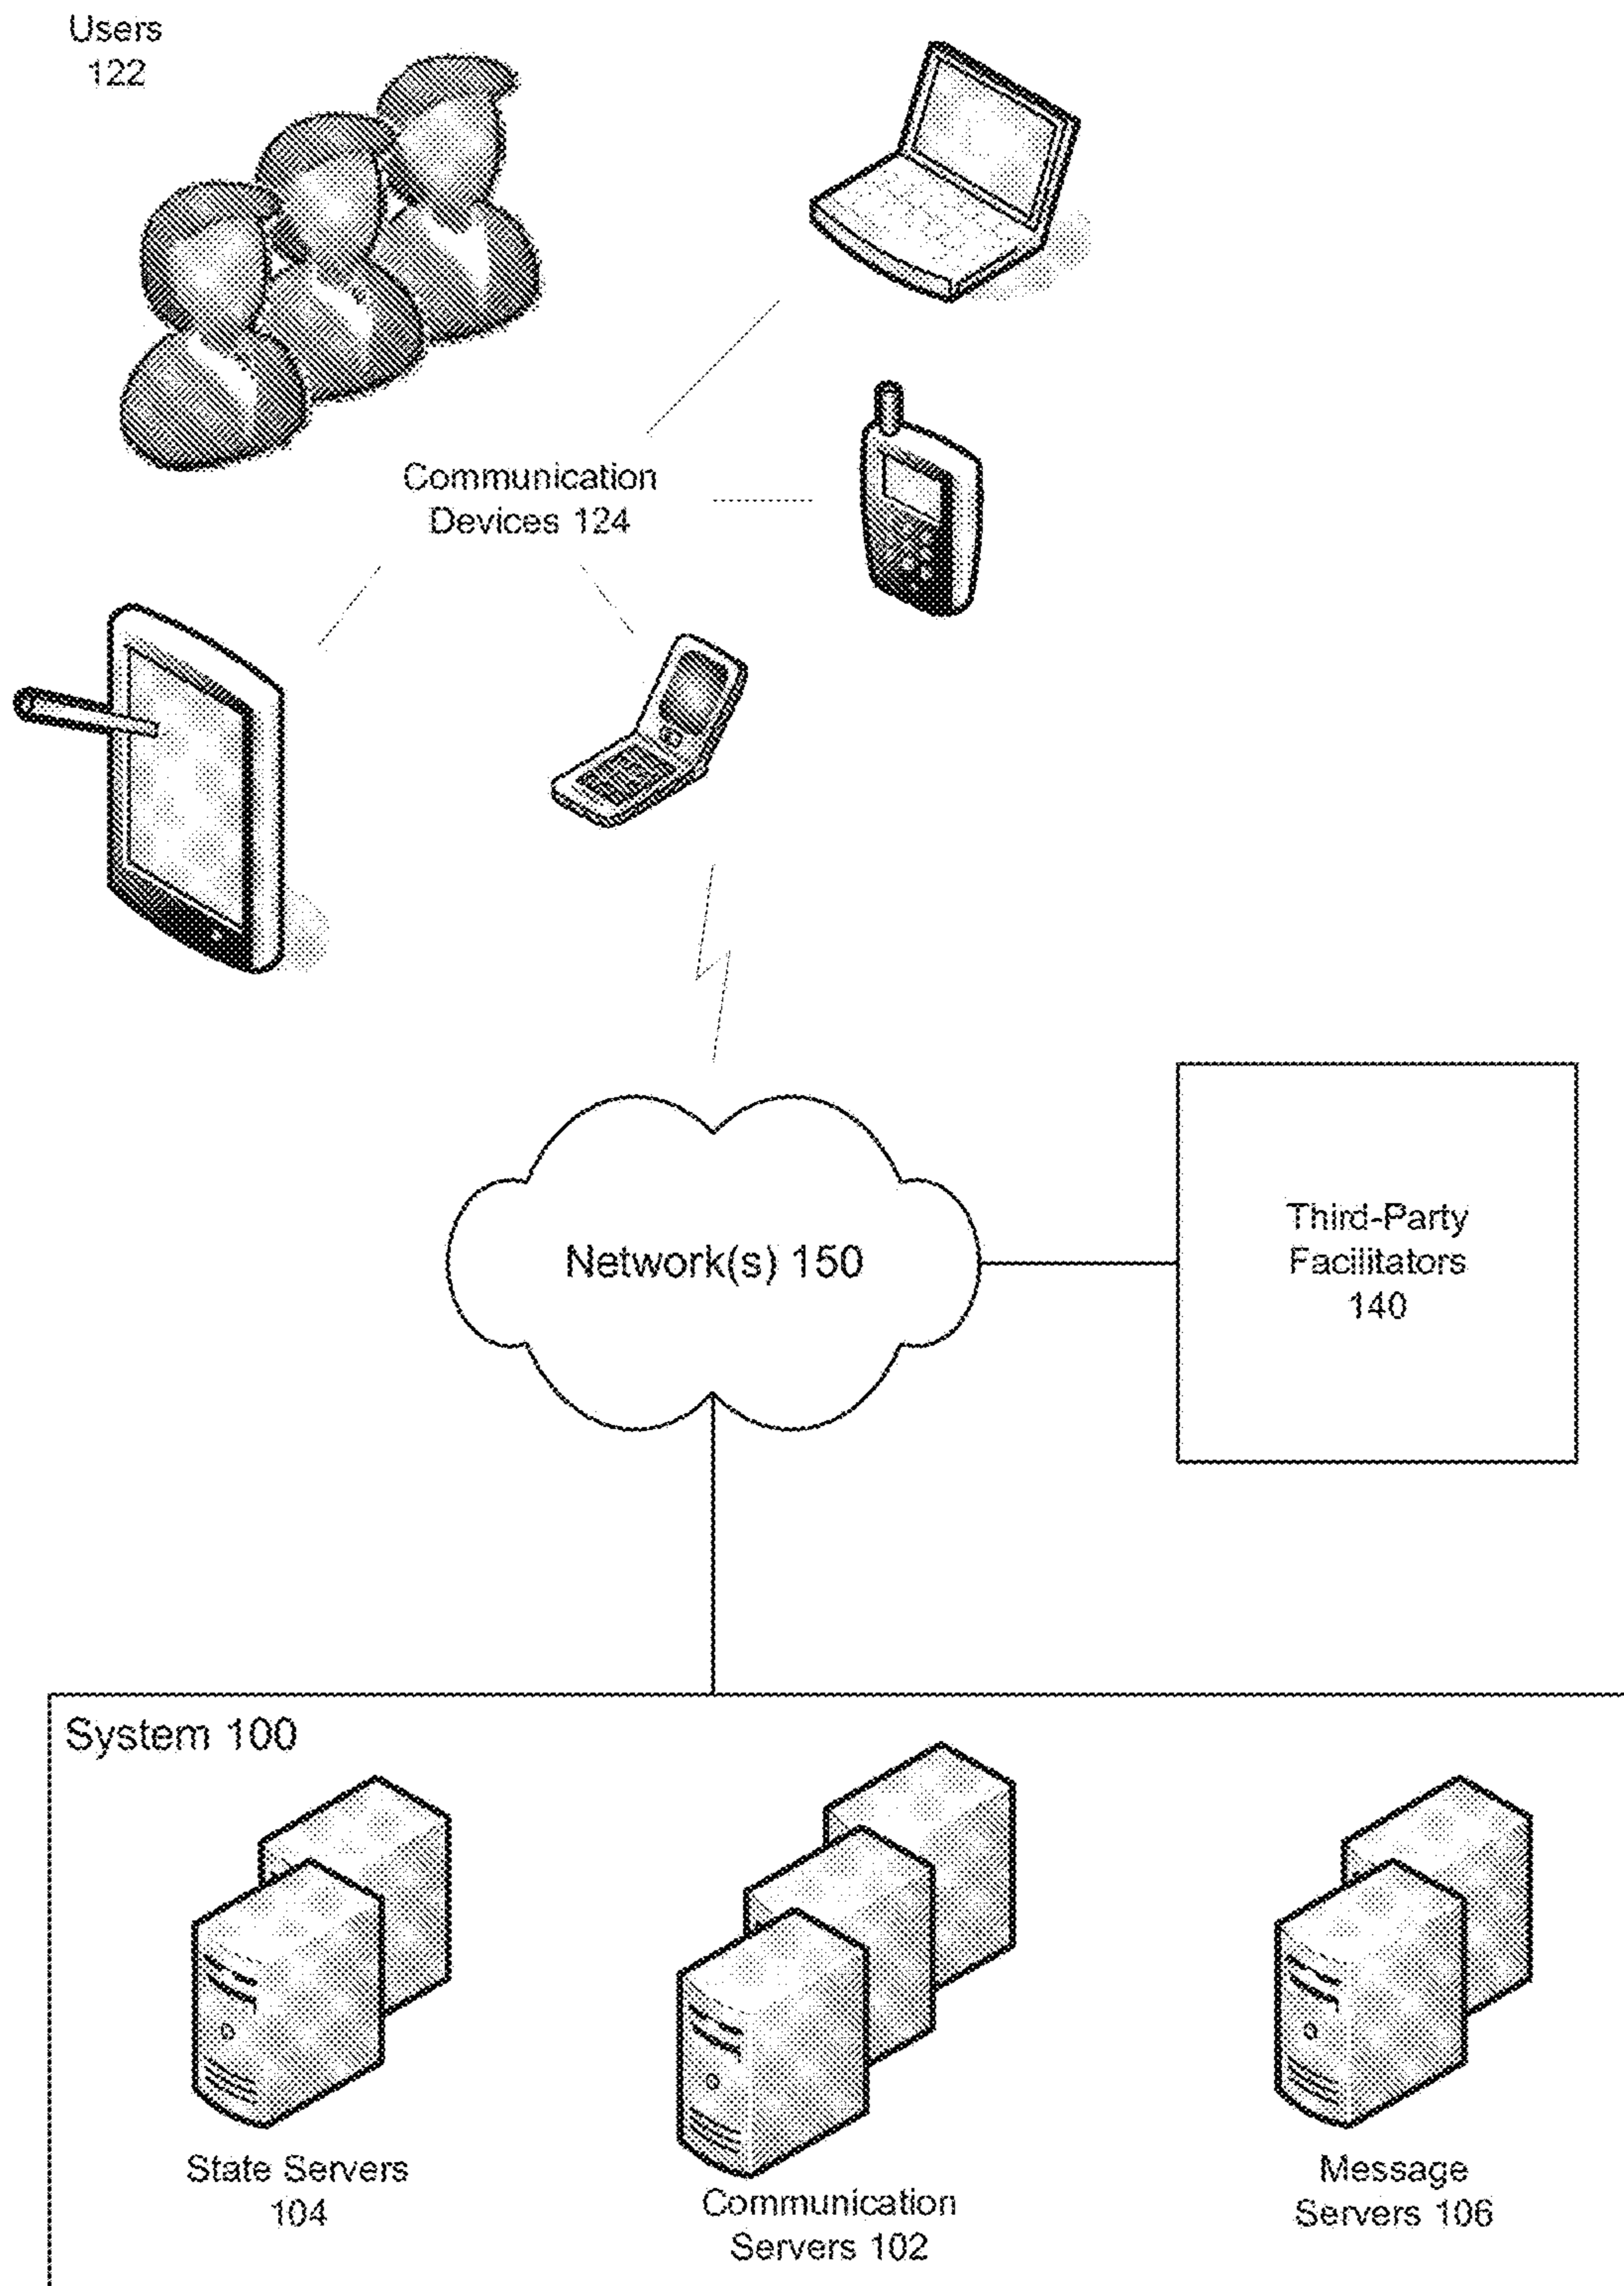 Users
122
Communication
Devices 124
Network(s) 150
Third-Party
Facilitators
140
System 100
State Servers
104
Communication
Servers 102
Message
Servers 106